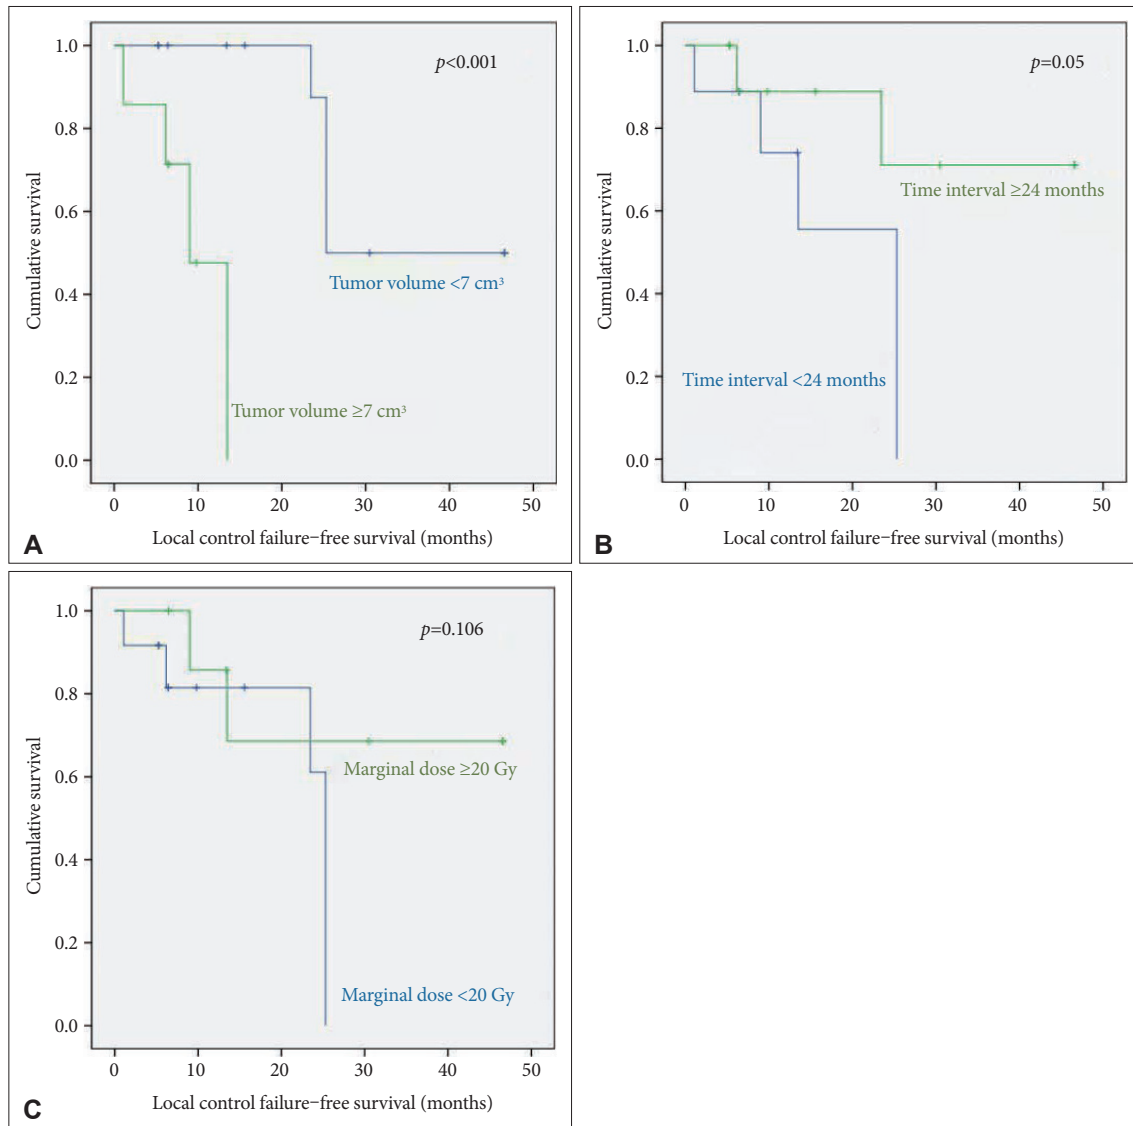 1.0
0.8
0.6
0.4
0.2
0.0
Cumulative survival
p<0.001
Tumor volume <7 cm³
Tumor volume ≥7 cm³
0 10 20 30 40 50
Local control failure−free survival (months)
A
1.0
0.8
0.6
0.4
0.2
0.0
Cumulative survival
p=0.05
Time interval ≥24 months
Time interval <24 months
0 10 20 30 40 50
Local control failure−free survival (months)
B
1.0
0.8
0.6
0.4
0.2
0.0
Cumulative survival
p=0.106
Marginal dose ≥20 Gy
Marginal dose <20 Gy
0 10 20 30 40 50
Local control failure−free survival (months)
C